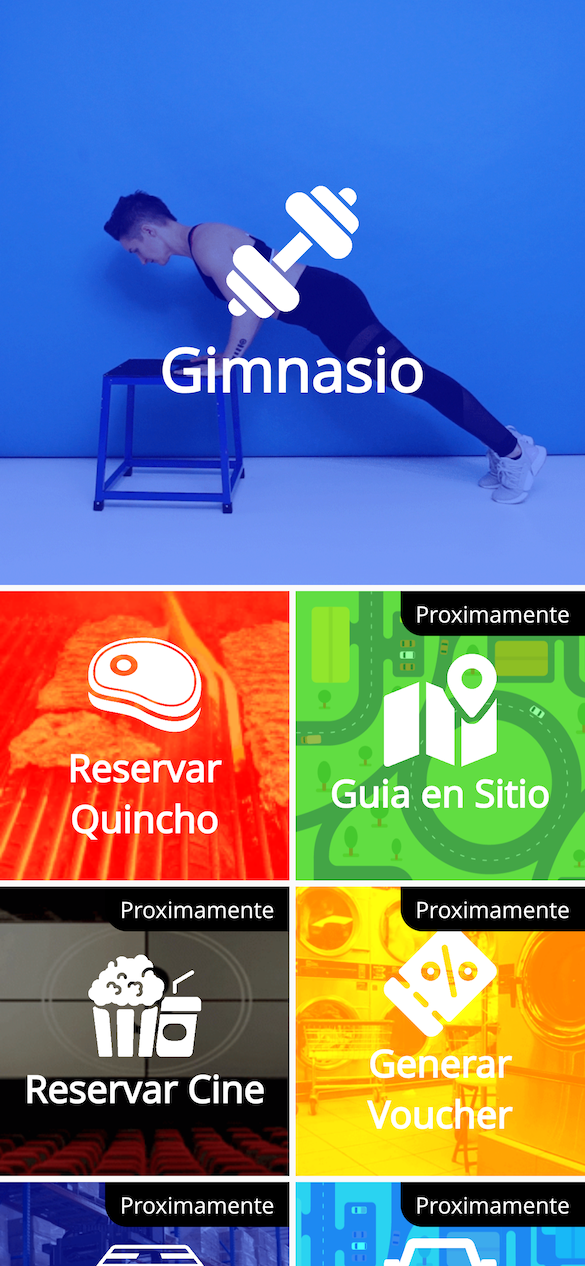 Gimnasio
Reservar
Quincho
Proximamente
Guia en Sitio
Proximamente
Reservar Cine
Proximamente
Generar
Voucher
Proximamente
Proximamente